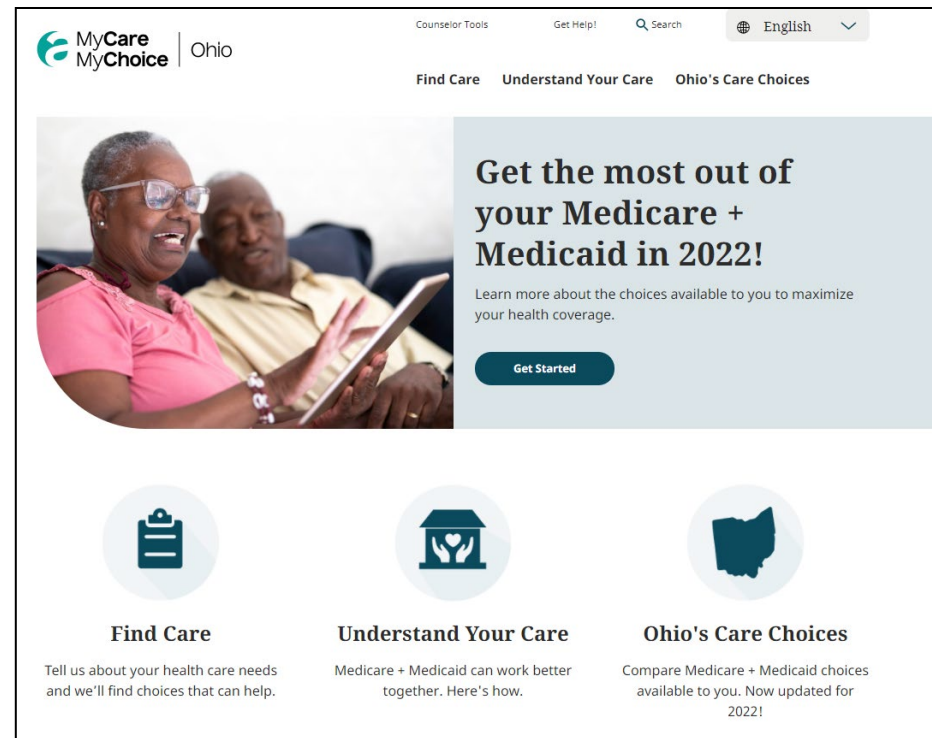 Counselor Tools Get Help! Search English
MyCare
MyChoice
Ohio
Find Care Understand Your Care Ohio's Care Choices
Get the most out of
your Medicare +
Medicaid in 2022!
Learn more about the choices available to you to maximize
your health coverage.
Get Started
Find Care
Tell us about your health care needs
and we'll find choices that can help.
Understand Your Care
Medicare + Medicaid can work better
together. Here's how.
Ohio's Care Choices
Compare Medicare + Medicaid choices
available to you. Now updated for
2022!